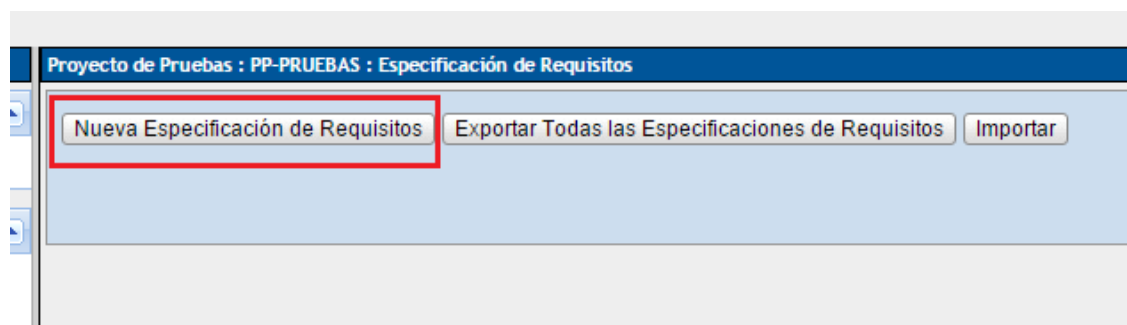 Proyecto de Pruebas : PP-PRUEBAS : Especificación de Requisitos
Nueva Especificación de Requisitos Exportar Todas las Especificaciones de Requisitos Importar